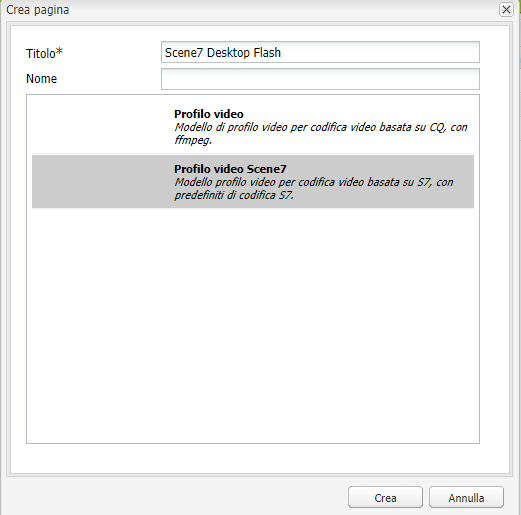 Crea pagina
Titolo*
Scene7 Desktop Flash
Nome
Profilo video
Modello di profilo video per codifica video basata su CQ, con
ffmpeg.
Profilo video Scene7
Modello profilo video per codifica video basata su S7, con
predefiniti di codifica S7.
Crea
Annulla